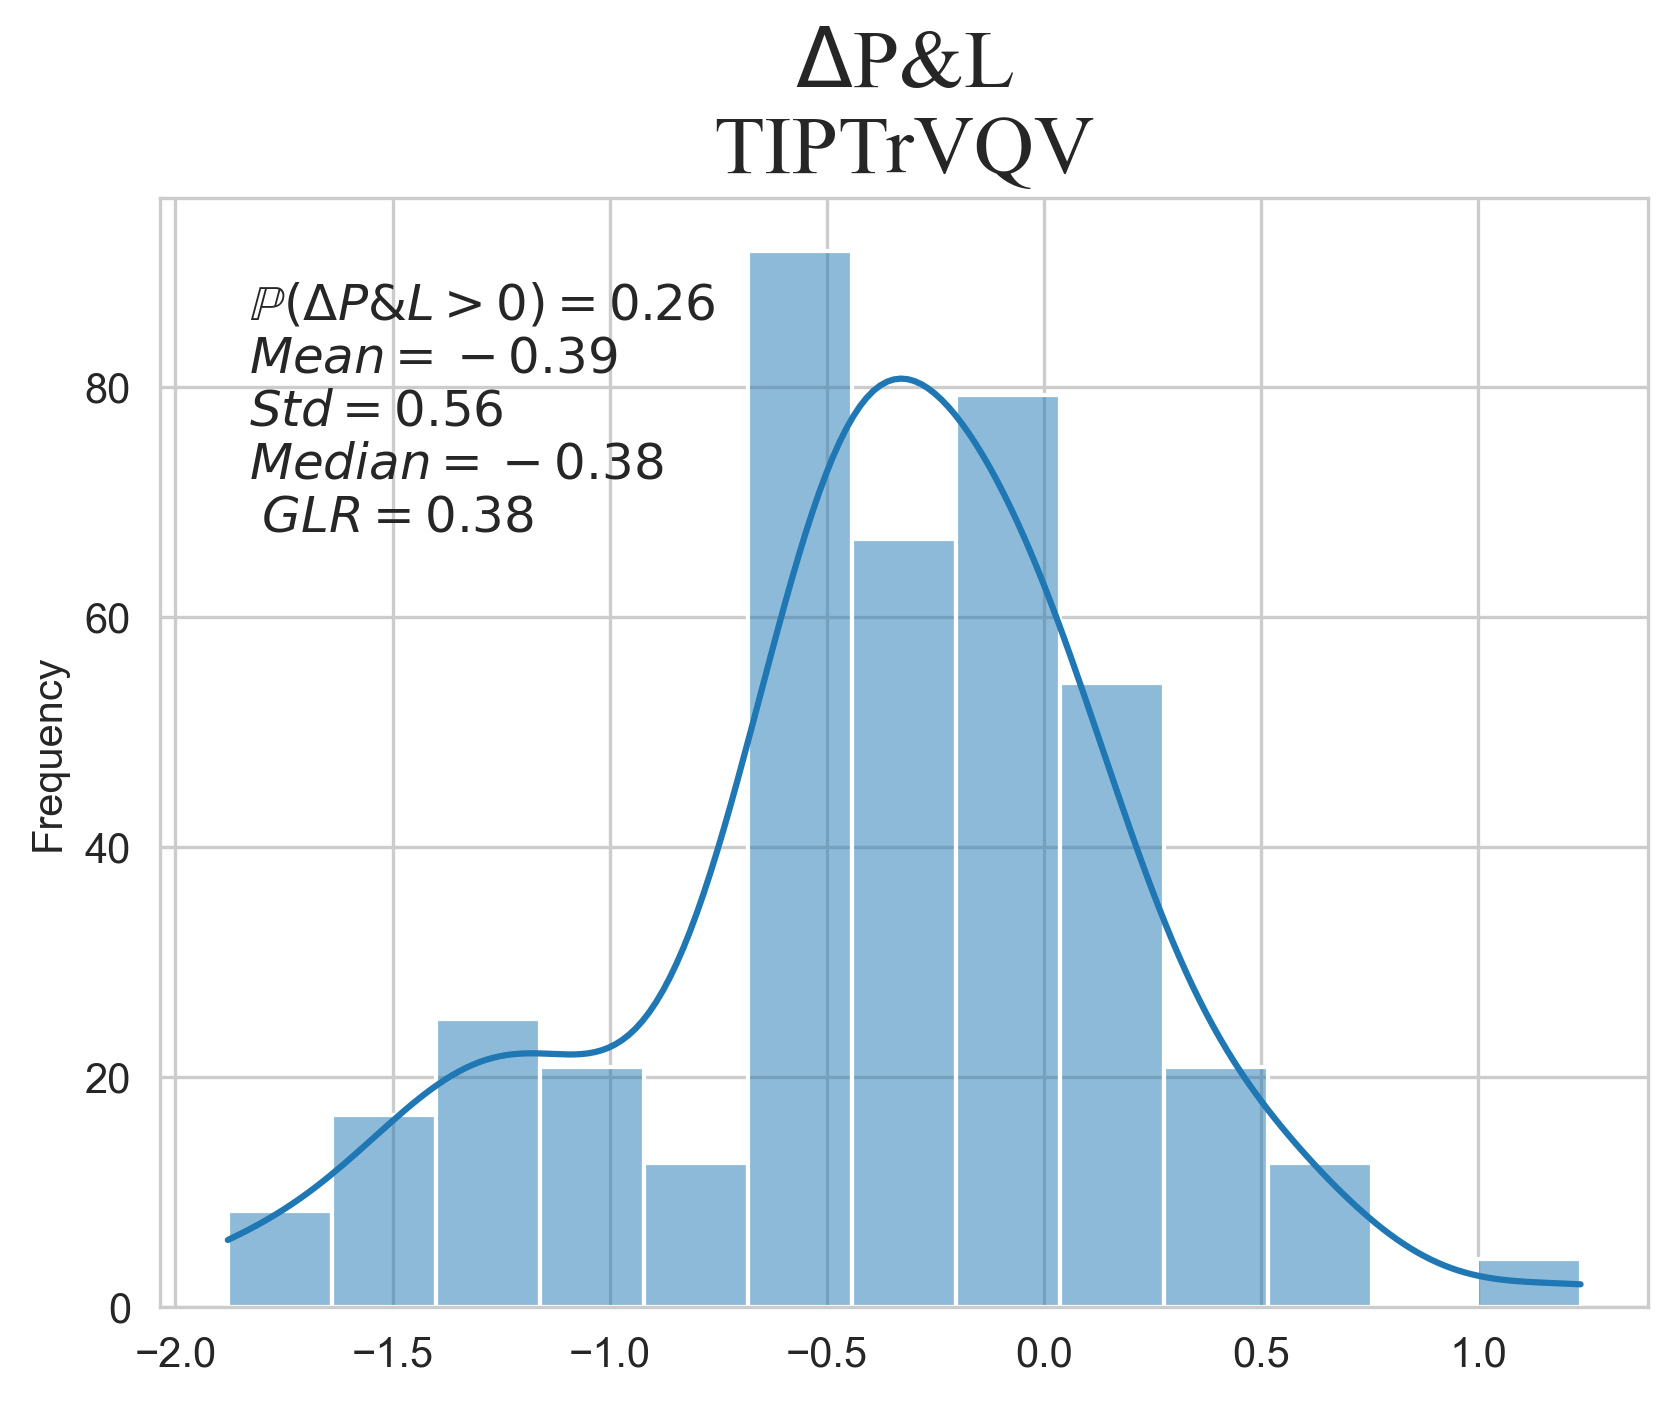 ΔP&L
TIPTrVQV
ℙ(ΔP&L > 0) = 0.26
Mean = −0.39
Std = 0.56
Median = −0.38
GLR = 0.38
Frequency
80
60
40
20
0
−2.0 −1.5 −1.0 −0.5 0.0 0.5 1.0